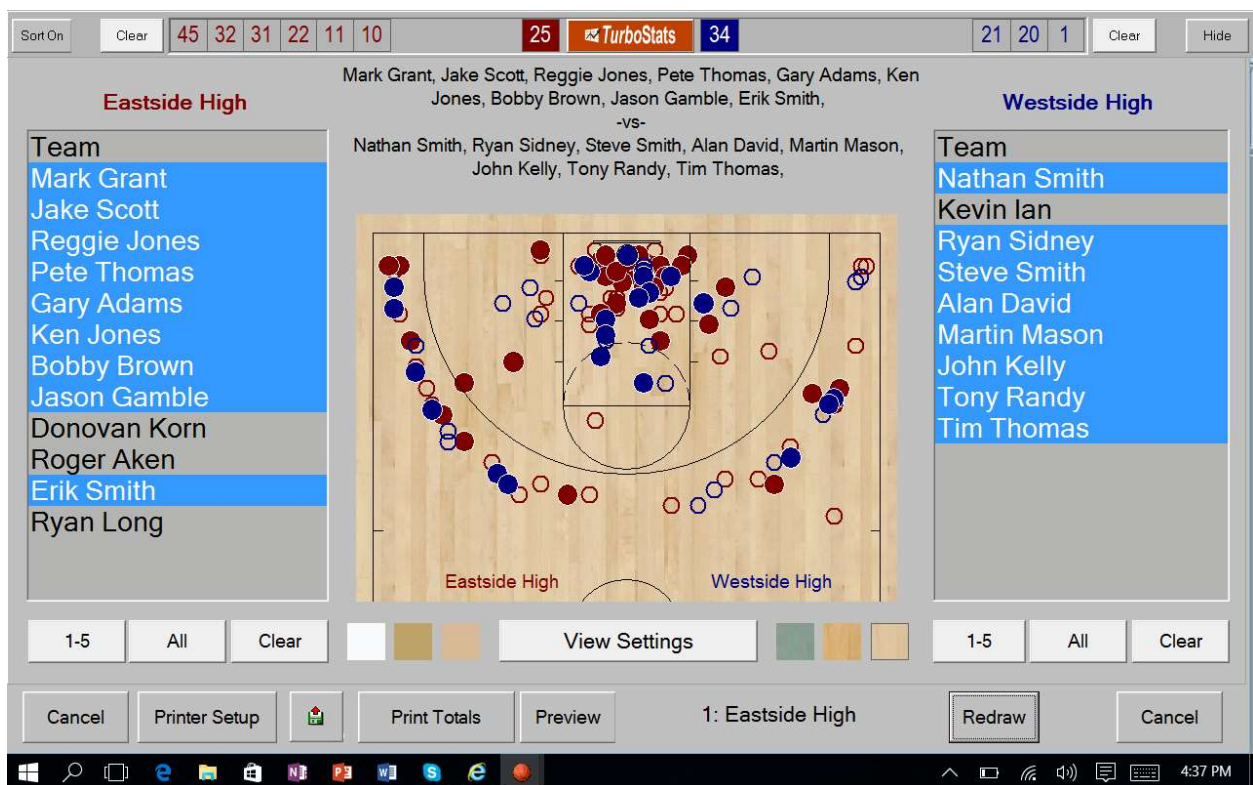 Sort On
Clear
45 32 31 22 11 10
25
TurboStats
34
21 20 1
Clear
Hide
Eastside High
Mark Grant, Jake Scott, Reggie Jones, Pete Thomas, Gary Adams, Ken
Jones, Bobby Brown, Jason Gamble, Erik Smith,
-vs-
Nathan Smith, Ryan Sidney, Steve Smith, Alan David, Martin Mason,
John Kelly, Tony Randy, Tim Thomas,
Westside High
Team
Mark Grant
Jake Scott
Reggie Jones
Pete Thomas
Gary Adams
Ken Jones
Bobby Brown
Jason Gamble
Donovan Korn
Roger Aken
Erik Smith
Ryan Long
Team
Nathan Smith
Kevin Ian
Ryan Sidney
Steve Smith
Alan David
Martin Mason
John Kelly
Tony Randy
Tim Thomas
Eastside High
Westside High
1-5
All
Clear
View Settings
1-5
All
Clear
Cancel
Printer Setup
Print Totals
Preview
1: Eastside High
Redraw
Cancel
4:37 PM